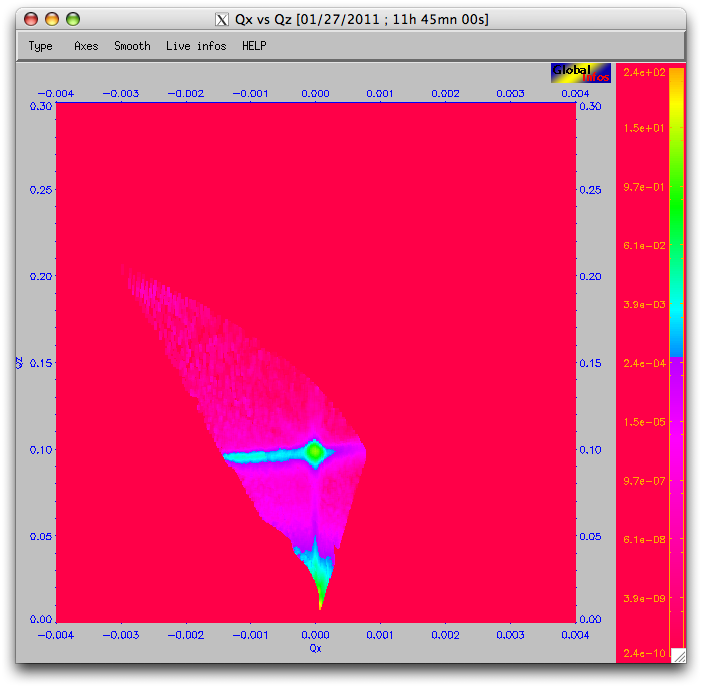 Qx vs Qz [01/27/2011 ; 11h 45mn 00s]
Type Axes Smooth Live infos HELP
Global
Infos
-0.004 -0.003 -0.002 -0.001 0.000 0.001 0.002 0.003 0.004
0.30 0.30
0.25 0.25
0.20 0.20
0.15 0.15
0.10 0.10
0.05 0.05
0.00 0.00
Qz
-0.004 -0.003 -0.002 -0.001 0.000 0.001 0.002 0.003 0.004
Qx
2.4e+02
1.5e+01
9.7e-01
6.1e-02
3.9e-03
2.4e-04
1.5e-05
9.7e-07
6.1e-08
3.9e-09
2.4e-10